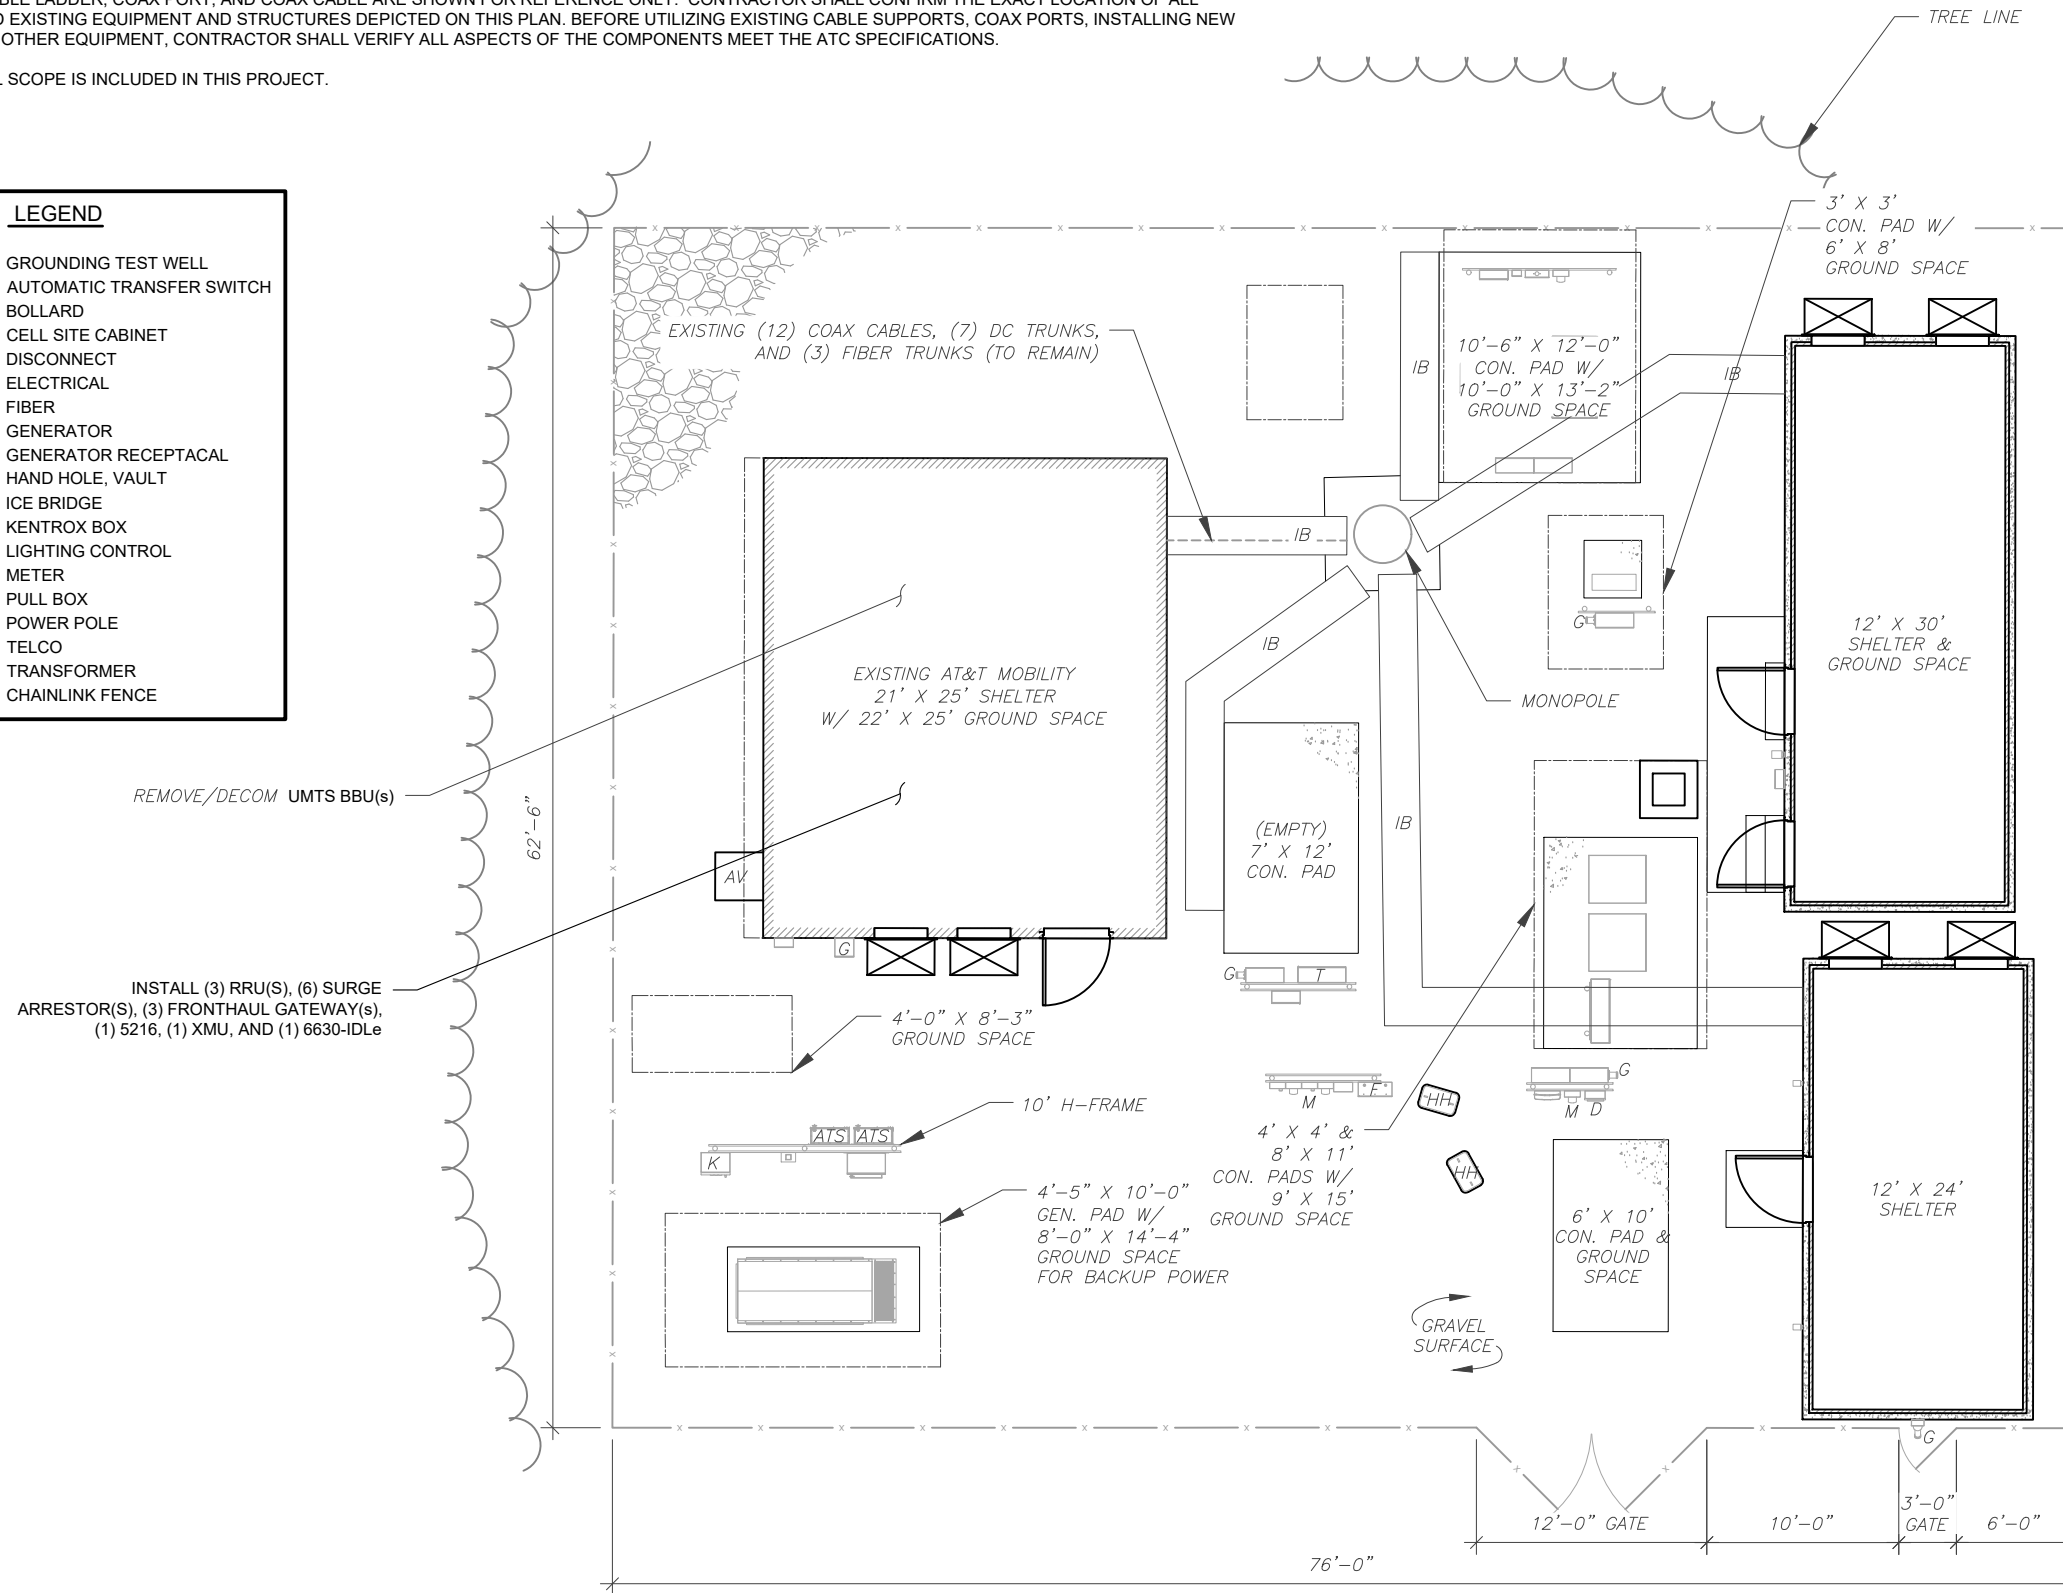 CABLE LADDER, COAX PORT, AND COAX CABLE ARE SHOWN FOR REFERENCE ONLY. CONTRACTOR SHALL CONFIRM THE EXACT LOCATION OF ALL
EXISTING EQUIPMENT AND STRUCTURES DEPICTED ON THIS PLAN. BEFORE UTILIZING EXISTING CABLE SUPPORTS, COAX PORTS, INSTALLING NEW
OTHER EQUIPMENT, CONTRACTOR SHALL VERIFY ALL ASPECTS OF THE COMPONENTS MEET THE ATC SPECIFICATIONS.
SCOPE IS INCLUDED IN THIS PROJECT.
TREE LINE
LEGEND
GROUNDING TEST WELL
AUTOMATIC TRANSFER SWITCH
BOLLARD
CELL SITE CABINET
DISCONNECT
ELECTRICAL
FIBER
GENERATOR
GENERATOR RECEPTACAL
HAND HOLE, VAULT
ICE BRIDGE
KENTROX BOX
LIGHTING CONTROL
METER
PULL BOX
POWER POLE
TELCO
TRANSFORMER
CHAINLINK FENCE
3' X 3'
CON. PAD W/
6' X 8'
GROUND SPACE
EXISTING (12) COAX CABLES, (7) DC TRUNKS,
AND (3) FIBER TRUNKS (TO REMAIN)
IB
10'-6" X 12'-0"
CON. PAD W/
10'-0" X 13'-2"
GROUND SPACE
IB
IB
G
12' X 30'
SHELTER &
GROUND SPACE
IB
EXISTING AT&T MOBILITY
21' X 25' SHELTER
W/ 22' X 25' GROUND SPACE
MONOPOLE
REMOVE/DECOM UMTS BBU(s)
62'-6"
(EMPTY)
7' X 12'
CON. PAD
IB
AV
G
G
T
INSTALL (3) RRU(S), (6) SURGE
ARRESTOR(S), (3) FRONTHAUL GATEWAY(s),
(1) 5216, (1) XMU, AND (1) 6630-IDLe
4'-0" X 8'-3"
GROUND SPACE
10' H-FRAME
M
F
HH
G
M
D
ATS
ATS
K
HH
4' X 4' &
8' X 11'
CON. PADS W/
9' X 15'
GROUND SPACE
4'-5" X 10'-0"
GEN. PAD W/
8'-0" X 14'-4"
GROUND SPACE
FOR BACKUP POWER
6' X 10'
CON. PAD &
GROUND
SPACE
12' X 24'
SHELTER
GRAVEL
SURFACE
G
12'-0" GATE
10'-0"
3'-0"
GATE
6'-0"
76'-0"